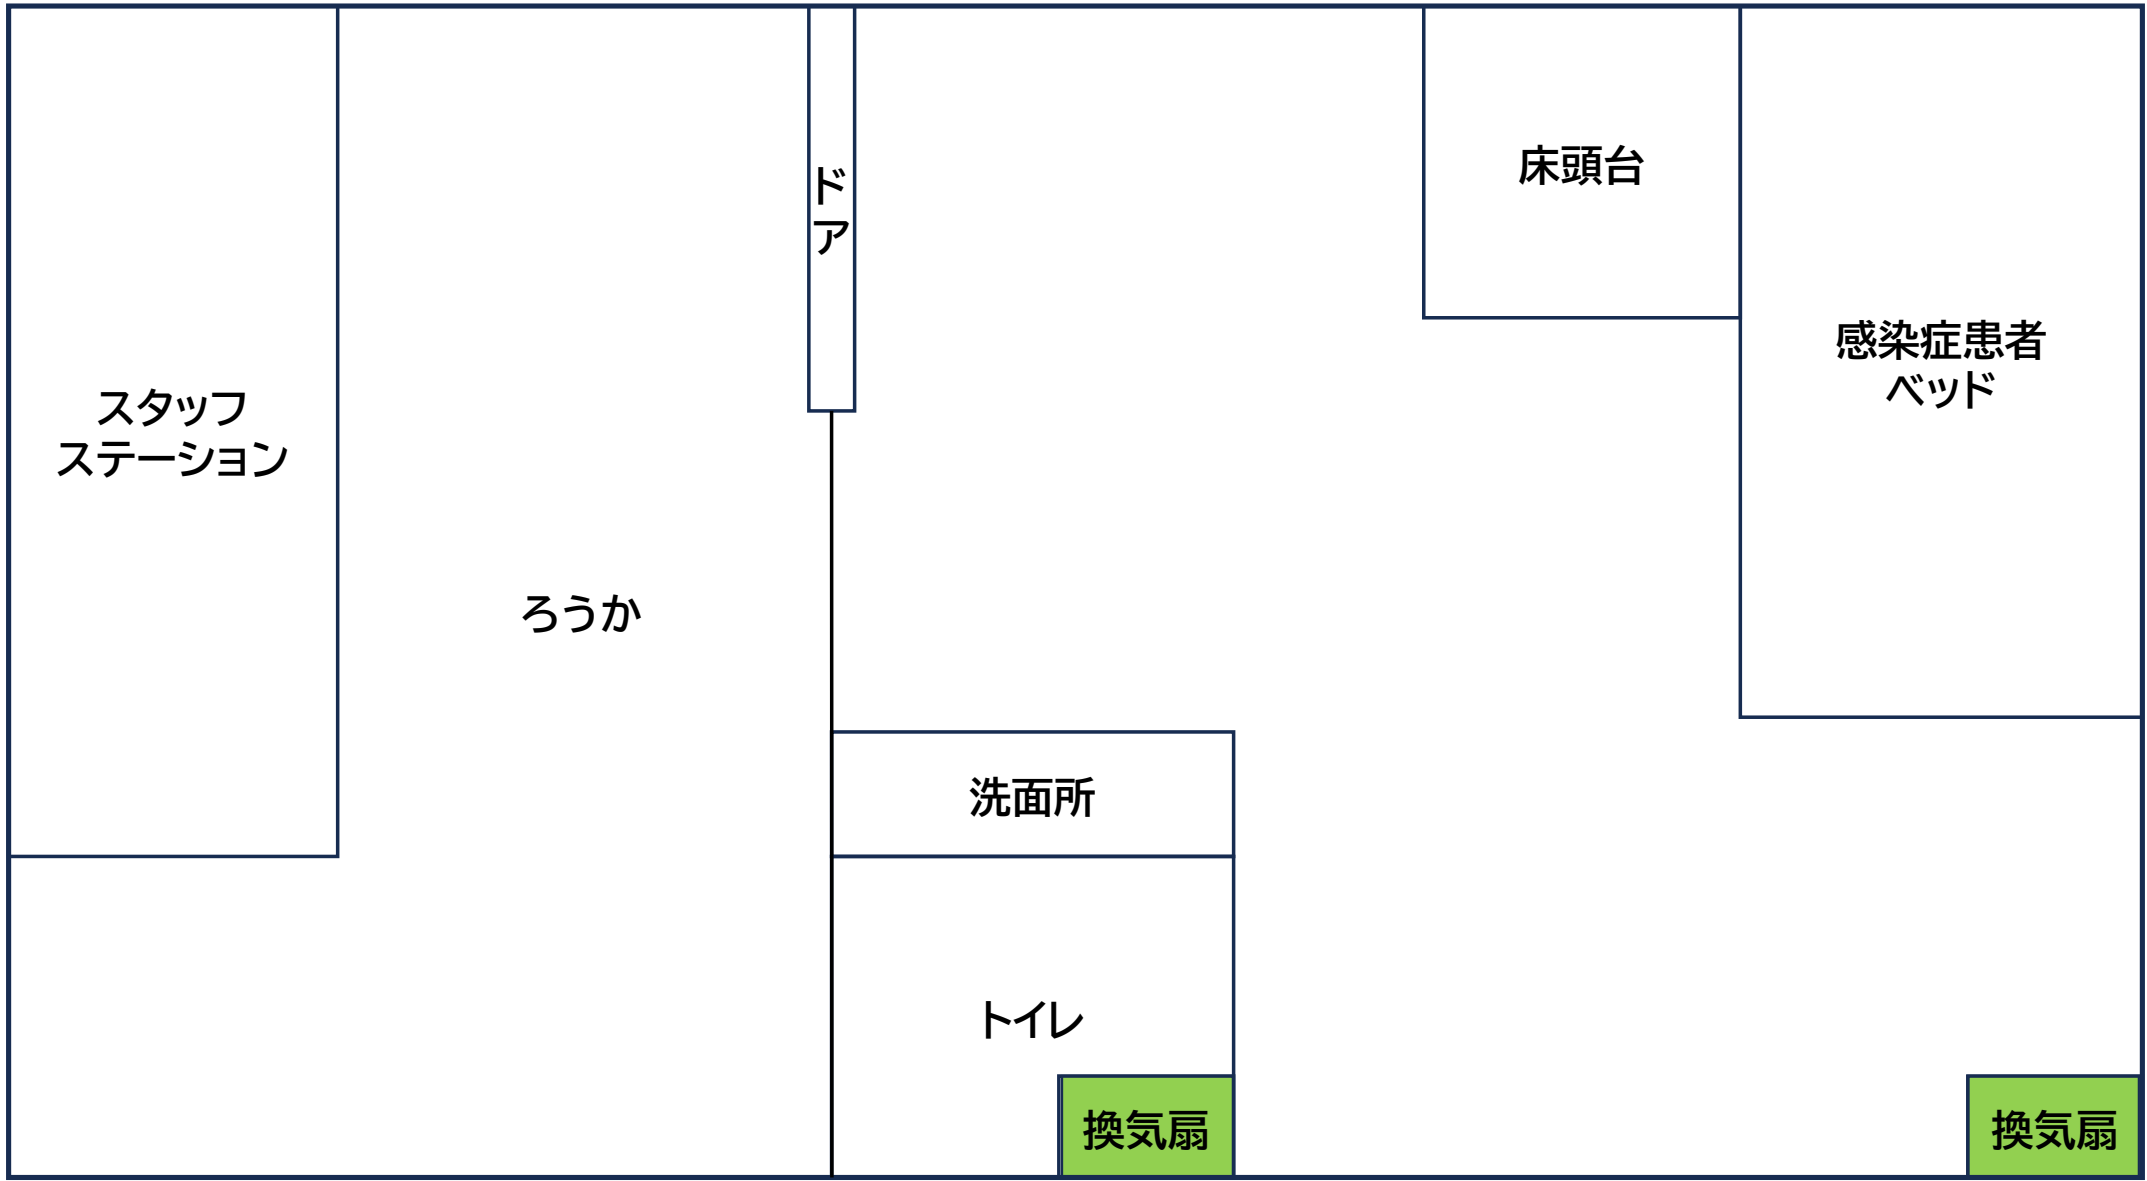 スタッフ
ステーション
ろうか
ドア
床頭台
感染症患者
ベッド
洗面所
トイレ
換気扇
換気扇